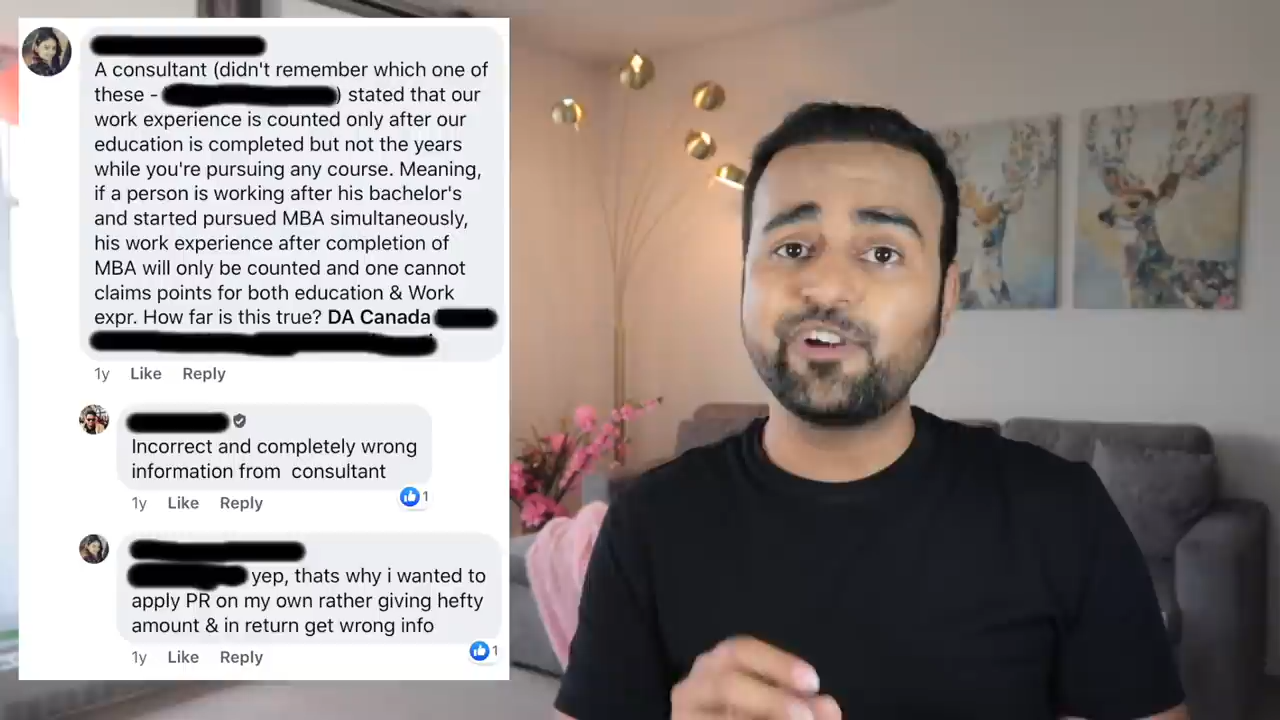 A consultant (didn't remember which one of
these - ) stated that our
work experience is counted only after our
education is completed but not the years
while you're pursuing any course. Meaning,
if a person is working after his bachelor's
and started pursued MBA simultaneously,
his work experience after completion of
MBA will only be counted and one cannot
claims points for both education & Work
expr. How far is this true? DA Canada
1y Like Reply
Incorrect and completely wrong
information from consultant
1y Like Reply 1
yep, thats why i wanted to
apply PR on my own rather giving hefty
amount & in return get wrong info
1y Like Reply 1